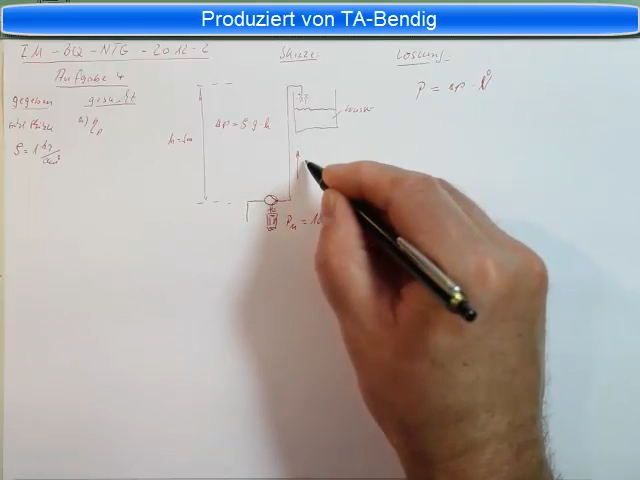 Produziert von TA-Bendig
IM-BQ-NTG-2012-2
Skizze:
Lösung
Aufgabe 4
gegeben
gesucht
P = Δp · V̇
h = 5m
Δp = ρ · g · h
Wasser
a) η_P
ρ = 1 kg/dm³